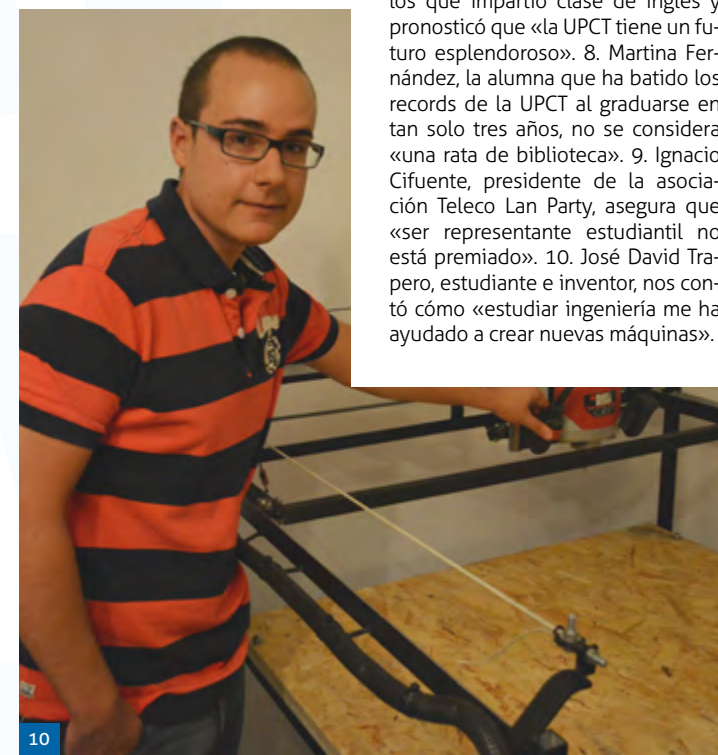 los que impartió clase de inglés y
pronosticó que «la UPCT tiene un fu-
turo esplendoroso». 8. Martina Fer-
nández, la alumna que ha batido los
records de la UPCT al graduarse en
tan solo tres años, no se considera
«una rata de biblioteca». 9. Ignacio
Cifuente, presidente de la asocia-
ción Teleco Lan Party, asegura que
«ser representante estudiantil no
está premiado». 10. José David Tra-
pero, estudiante e inventor, nos con-
tó cómo «estudiar ingeniería me ha
ayudado a crear nuevas máquinas».
10